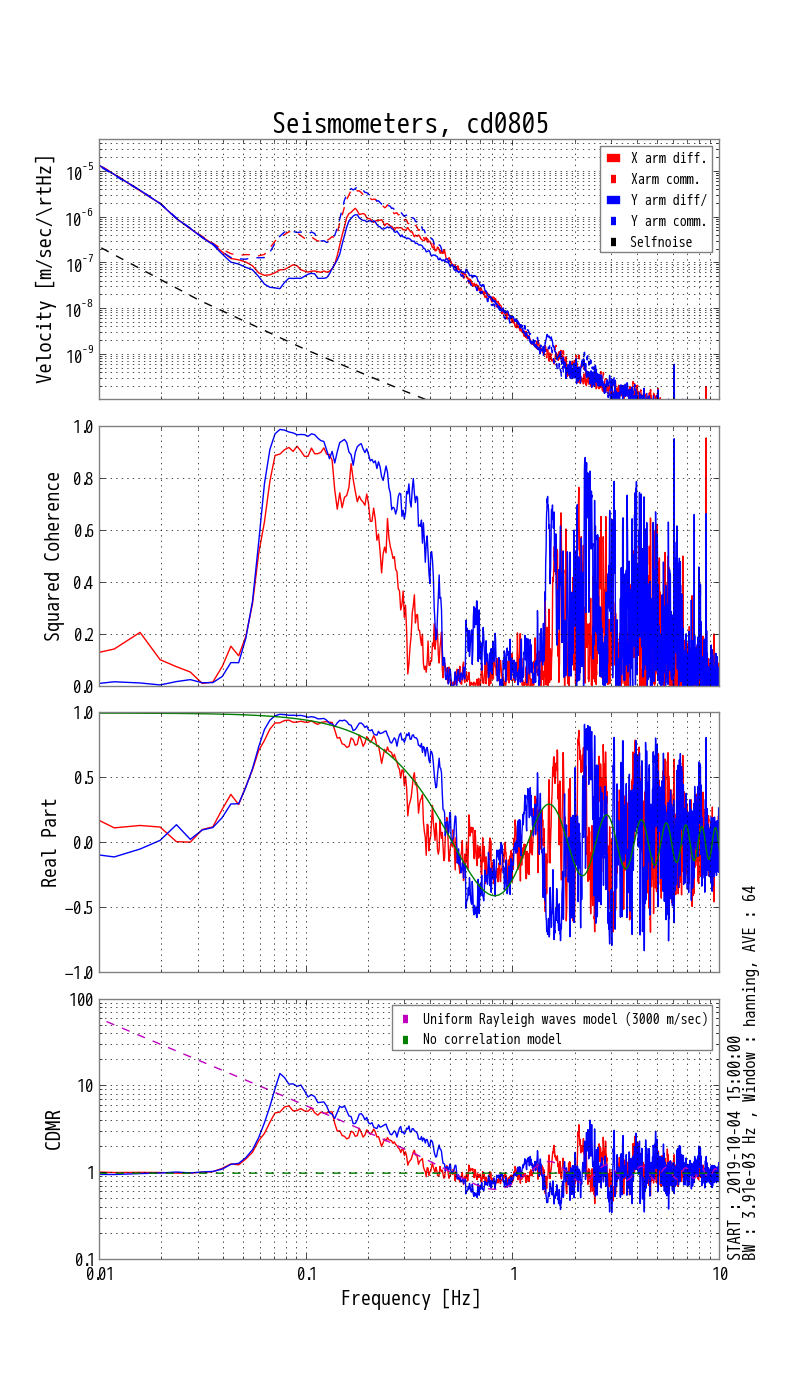 Seismometers, cd0805
Velocity [m/sec/\rtHz]
10⁻⁵
10⁻⁶
10⁻⁷
10⁻⁸
10⁻⁹
X arm diff.
Xarm comm.
Y arm diff/
Y arm comm.
Selfnoise
Squared Coherence
1.0
0.8
0.6
0.4
0.2
0.0
Real Part
1.0
0.5
0.0
−0.5
−1.0
CDMR
100
10
1
0.1
Uniform Rayleigh waves model (3000 m/sec)
No correlation model
0.01
0.1
1
10
Frequency [Hz]
START : 2019-10-04 15:00:00
BW : 3.91e-03 Hz , Window : hanning, AVE : 64